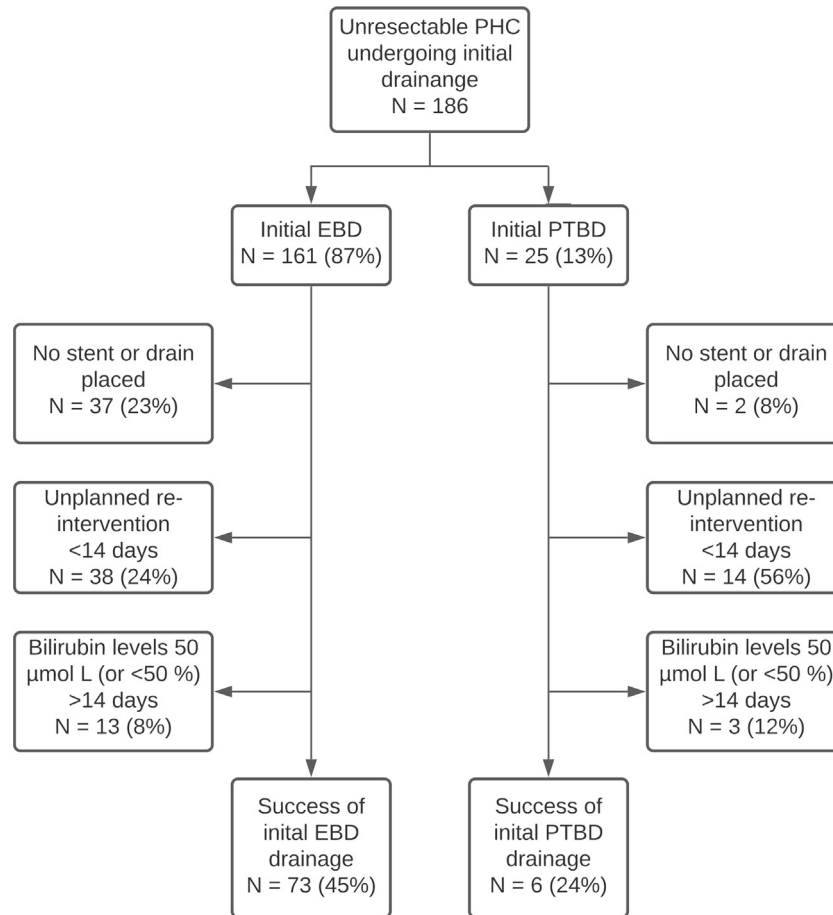 Unresectable PHC
undergoing initial
drainange
N = 186
Initial EBD
N = 161 (87%)
Initial PTBD
N = 25 (13%)
No stent or drain
placed
N = 37 (23%)
No stent or drain
placed
N = 2 (8%)
Unplanned re-
intervention
<14 days
N = 38 (24%)
Unplanned re-
intervention
<14 days
N = 14 (56%)
Bilirubin levels 50
µmol L (or <50 %)
>14 days
N = 13 (8%)
Bilirubin levels 50
µmol L (or <50 %)
>14 days
N = 3 (12%)
Success of
inital EBD
drainage
N = 73 (45%)
Success of
inital PTBD
drainage
N = 6 (24%)